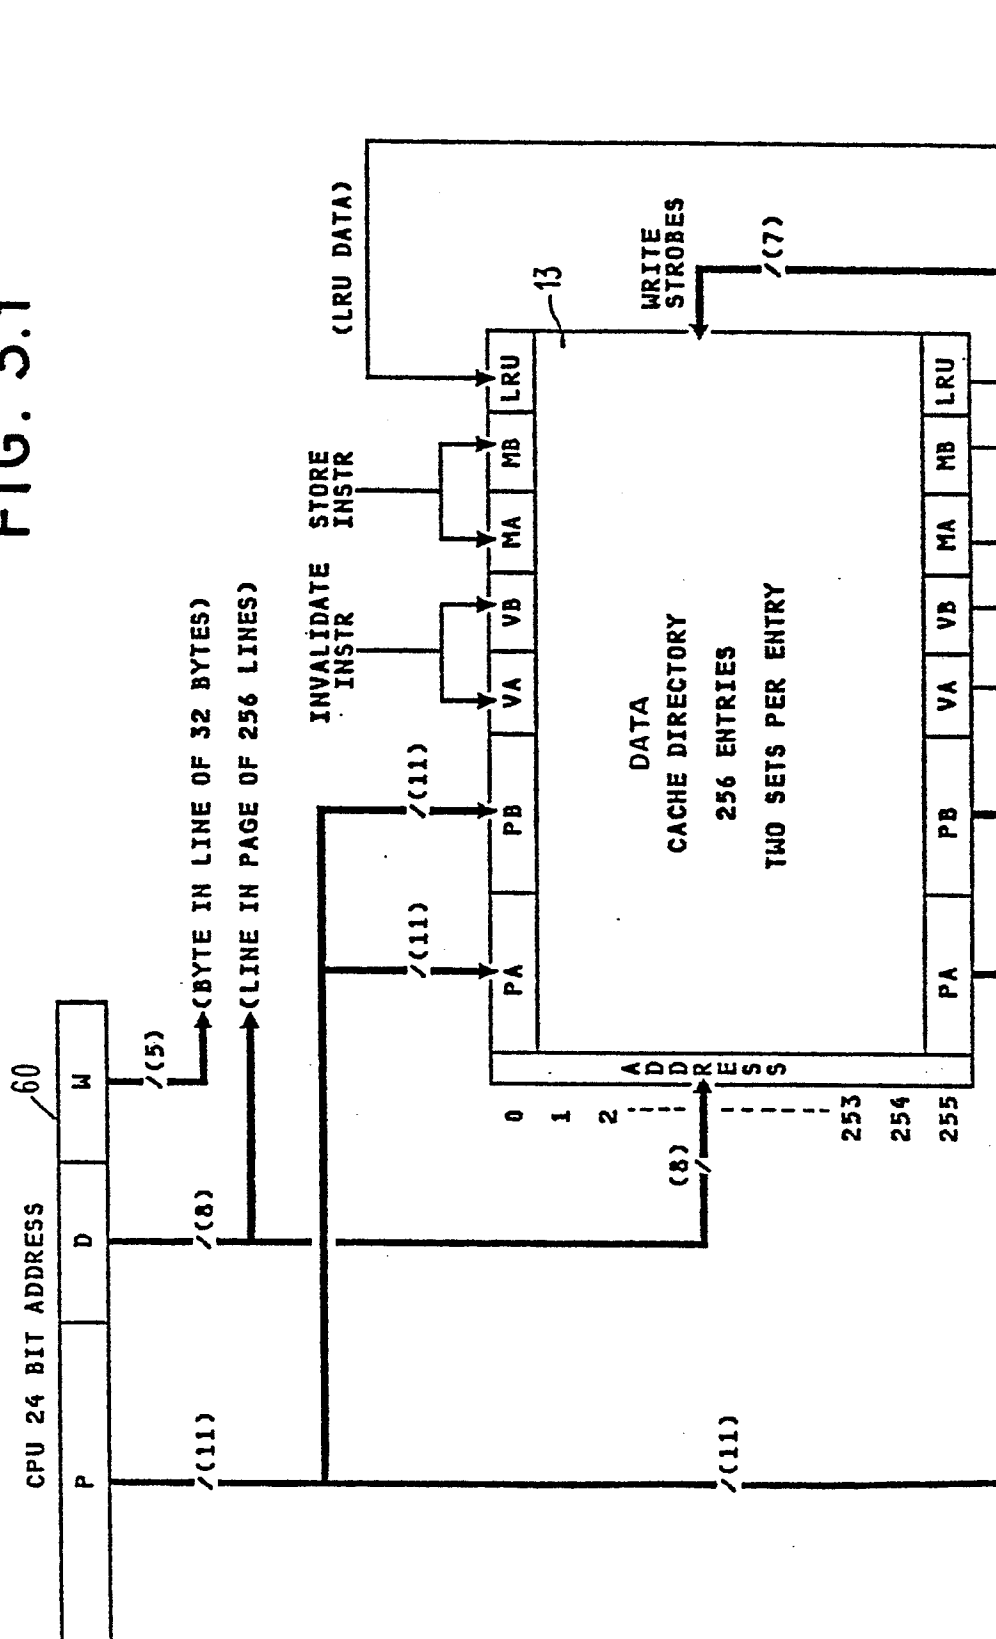 FIG. 3.1
CPU 24 BIT ADDRESS
60
P
D
W
/(11)
/(8)
/(5)
(BYTE IN LINE OF 32 BYTES)
(LINE IN PAGE OF 256 LINES)
/(11)
/(11)
INVALIDATE
INSTR
STORE
INSTR
(LRU DATA)
PA
PB
VA
VB
MA
MB
LRU
13
0
1
2
253
254
255
(8)
ADDRESS
DATA
CACHE DIRECTORY
256 ENTRIES
TWO SETS PER ENTRY
WRITE
STROBES
/(7)
/(11)
PA
PB
VA
VB
MA
MB
LRU